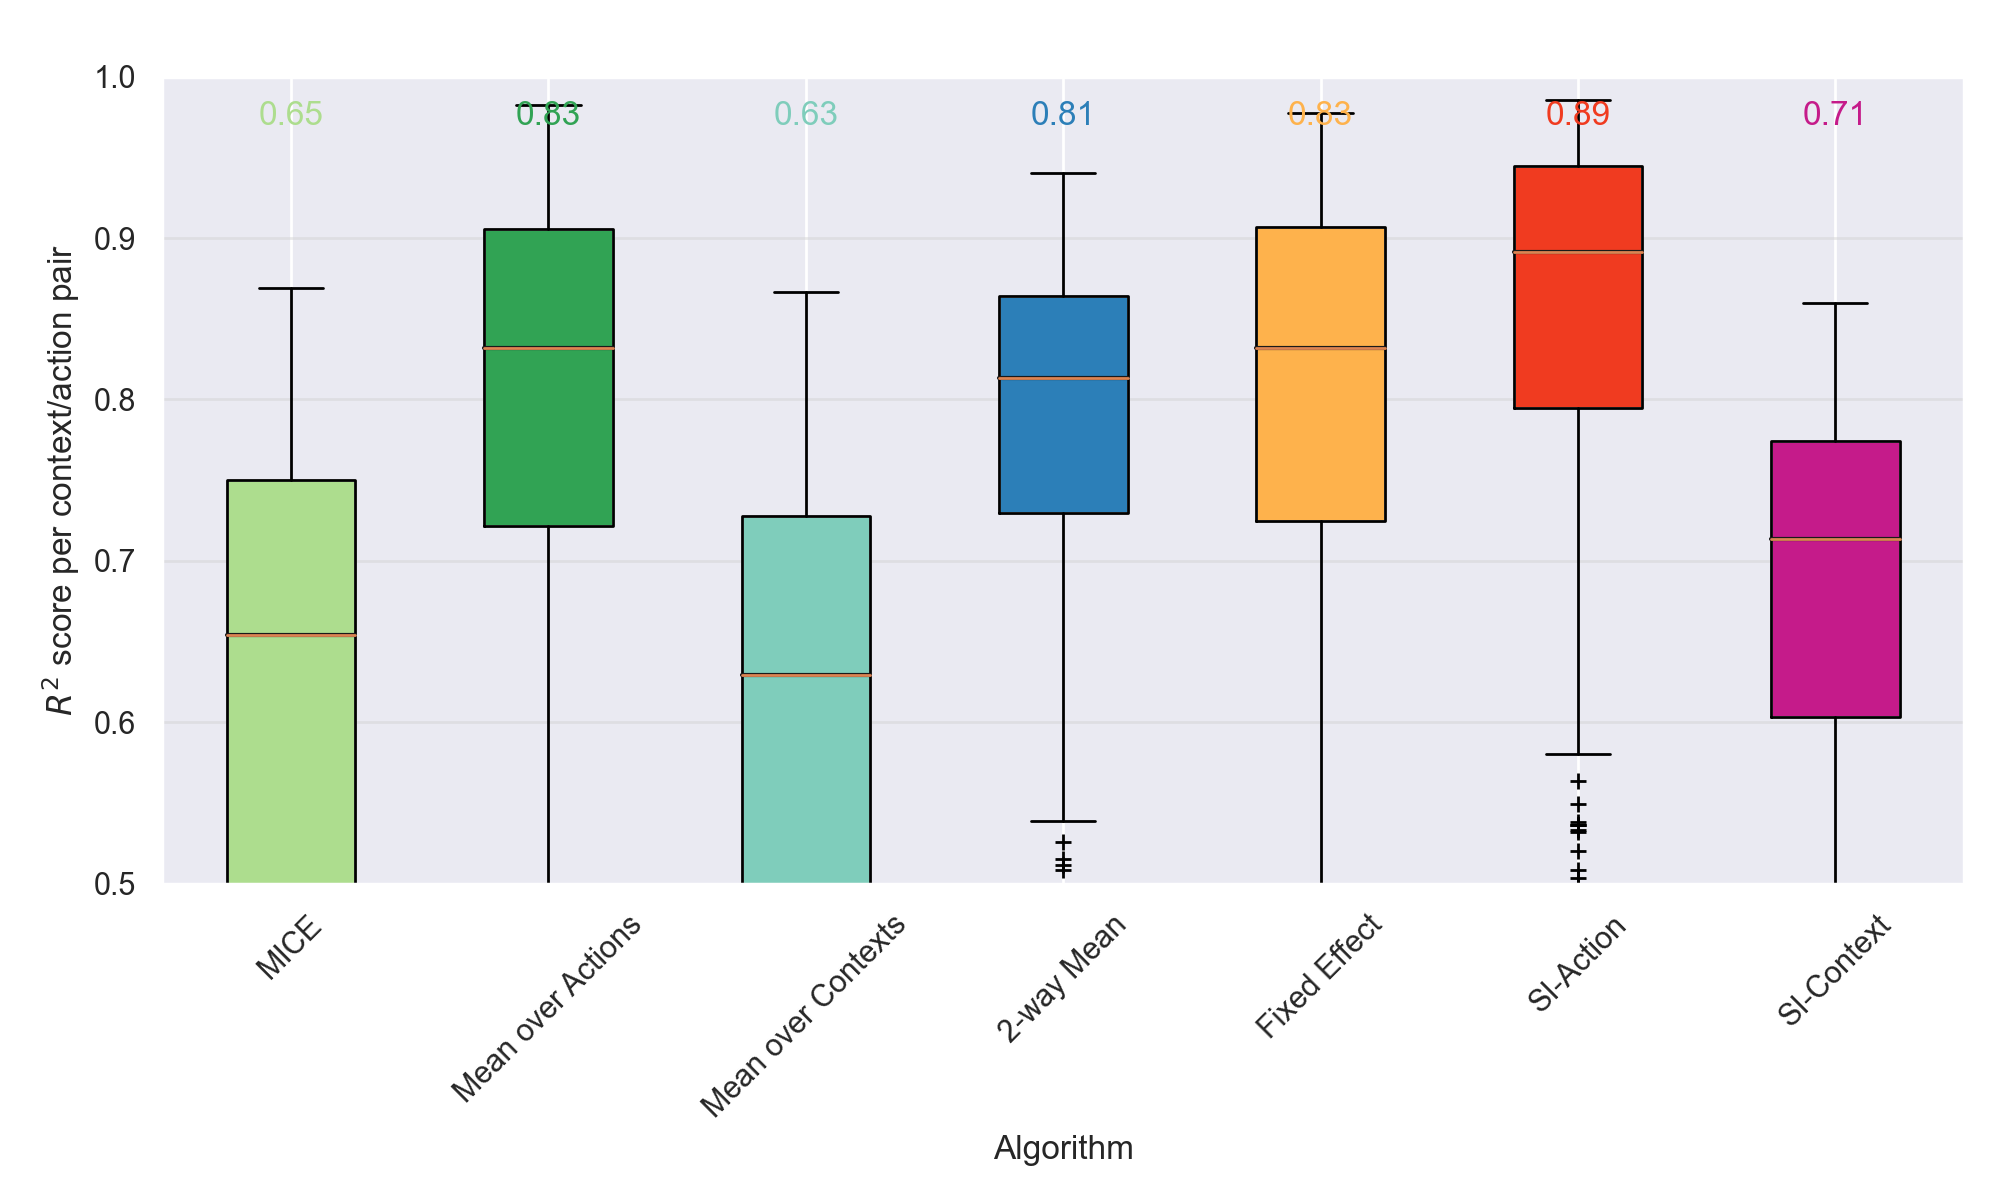 1.0
0.9
0.8
0.7
0.6
0.5
R² score per context/action pair
0.65
0.83
0.63
0.81
0.83
0.89
0.71
MICE
Mean over Actions
Mean over Contexts
2-way Mean
Fixed Effect
SI-Action
SI-Context
Algorithm